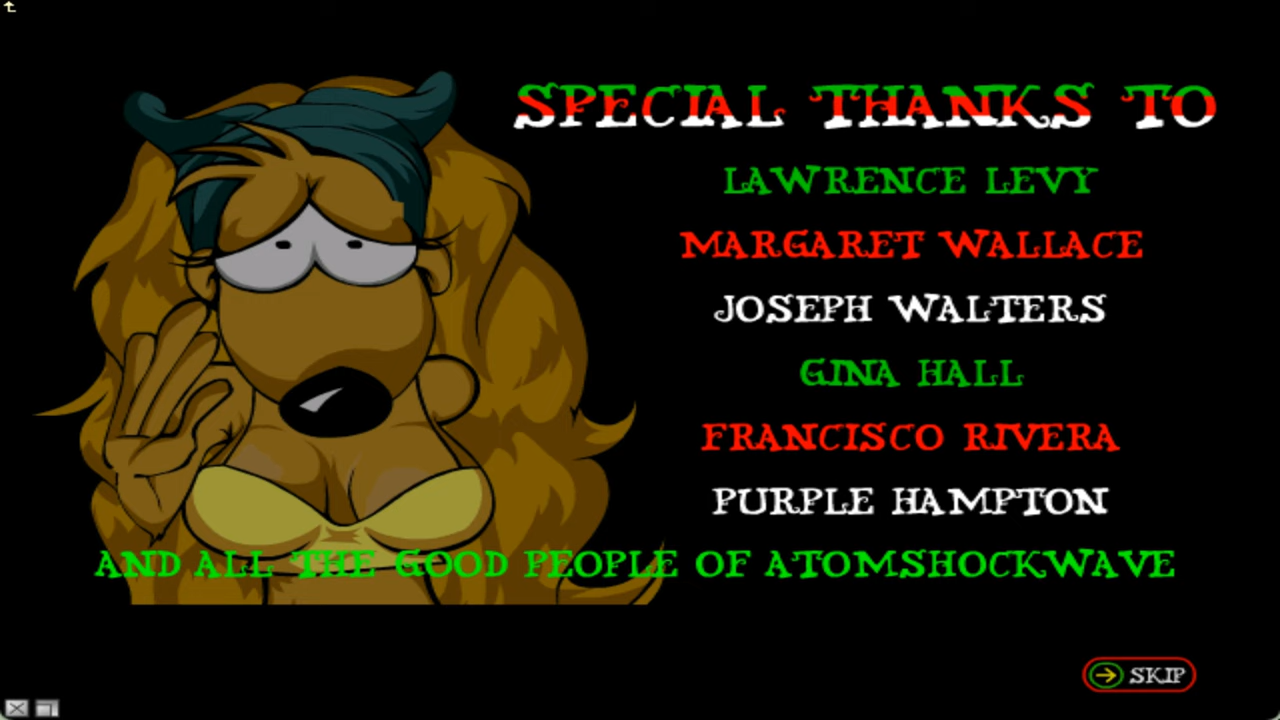 SPECIAL THANKS TO
LAWRENCE LEVY
MARGARET WALLACE
JOSEPH WALTERS
GINA HALL
FRANCISCO RIVERA
PURPLE HAMPTON
AND ALL THE GOOD PEOPLE OF ATOMSHOCKWAVE
SKIP